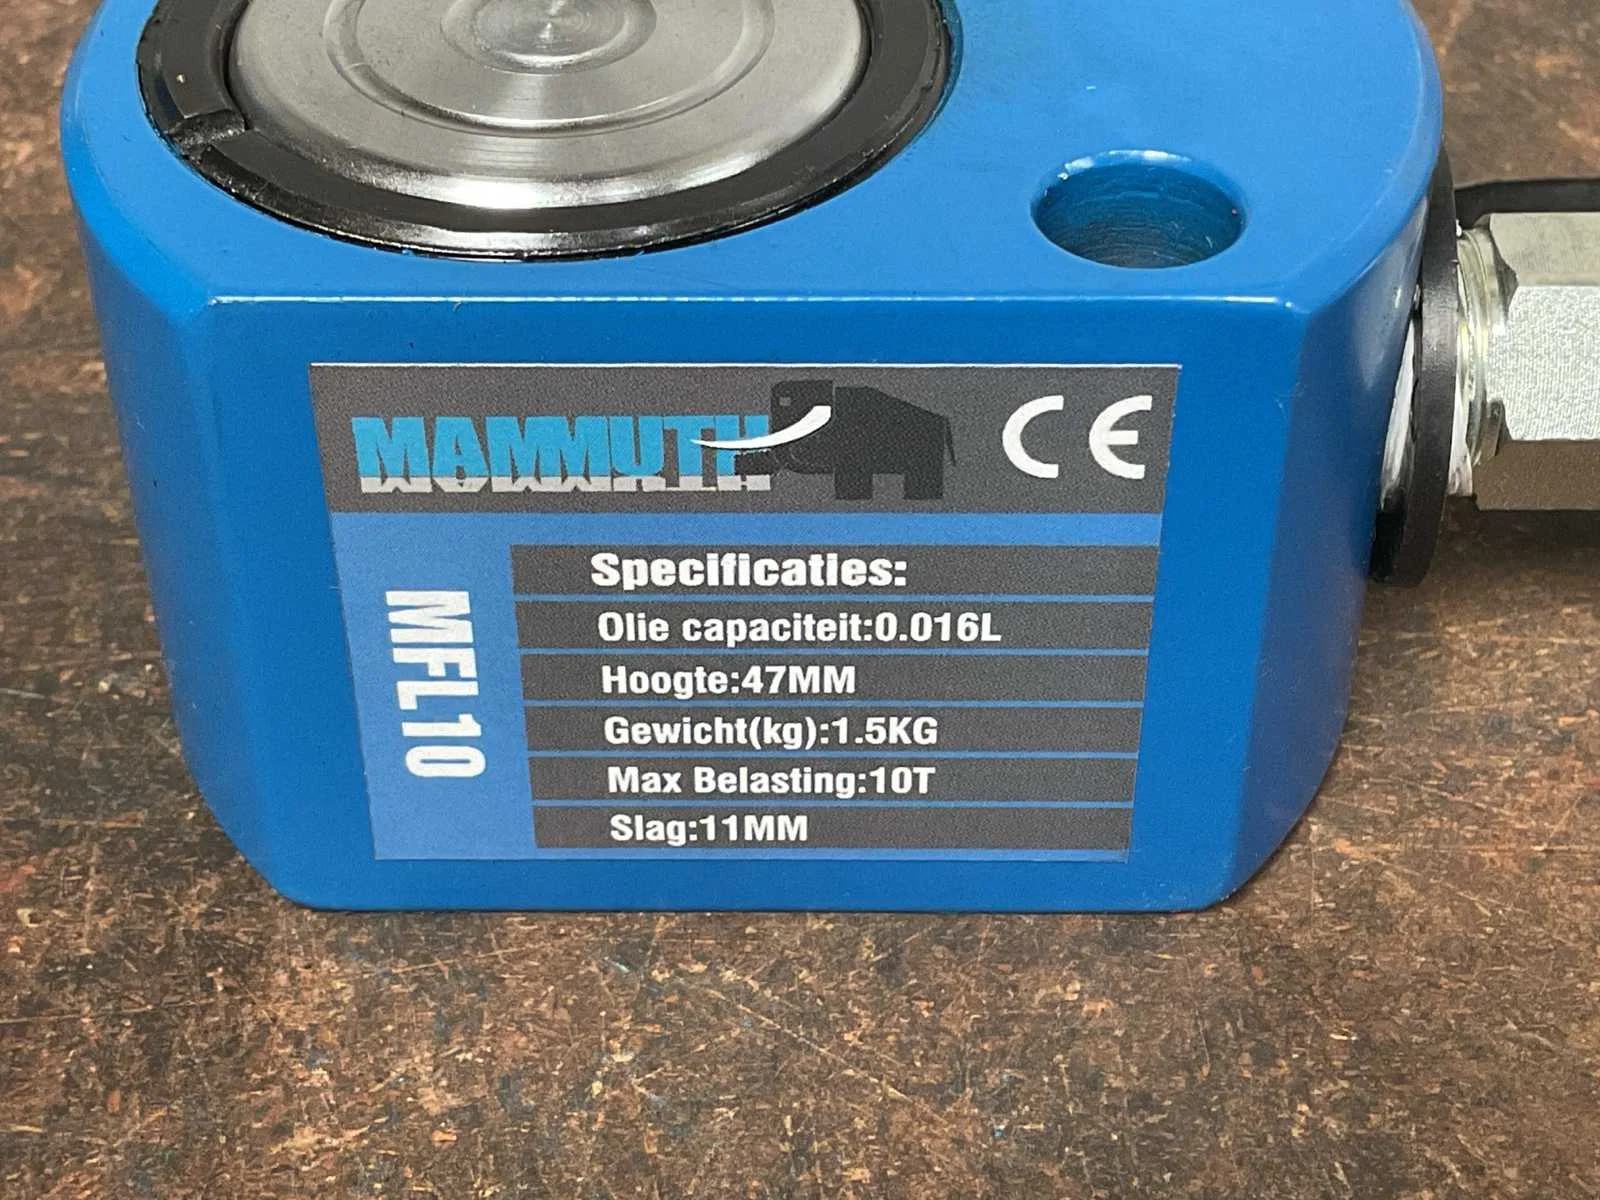 MAMMUTH CE
MFL10
Specificaties:
Olie capaciteit:0.016L
Hoogte:47MM
Gewicht(kg):1.5KG
Max Belasting:10T
Slag:11MM